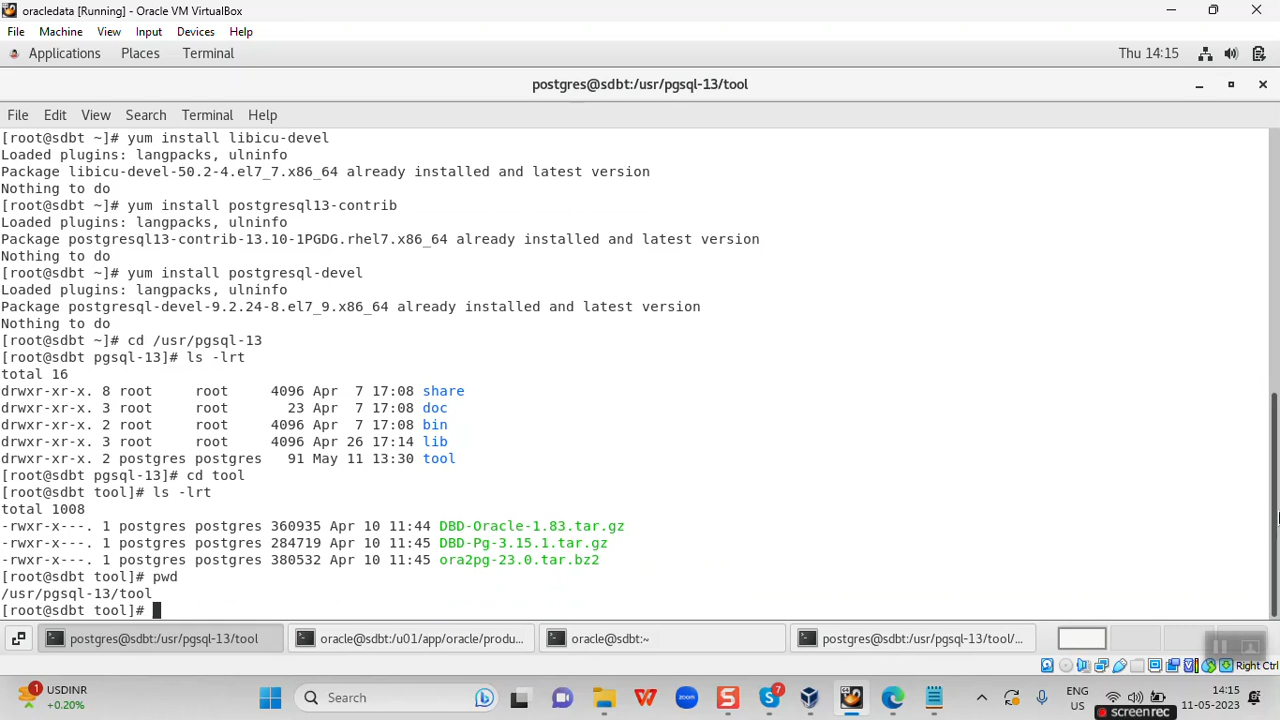 oracledata [Running] - Oracle VM VirtualBox
File Machine View Input Devices Help
Applications Places Terminal Thu 14:15
postgres@sdbt:/usr/pgsql-13/tool
File Edit View Search Terminal Help
[root@sdbt ~]# yum install libicu-devel
Loaded plugins: langpacks, ulninfo
Package libicu-devel-50.2-4.el7_7.x86_64 already installed and latest version
Nothing to do
[root@sdbt ~]# yum install postgresql13-contrib
Loaded plugins: langpacks, ulninfo
Package postgresql13-contrib-13.10-1PGDG.rhel7.x86_64 already installed and latest version
Nothing to do
[root@sdbt ~]# yum install postgresql-devel
Loaded plugins: langpacks, ulninfo
Package postgresql-devel-9.2.24-8.el7_9.x86_64 already installed and latest version
Nothing to do
[root@sdbt ~]# cd /usr/pgsql-13
[root@sdbt pgsql-13]# ls -lrt
total 16
drwxr-xr-x. 8 root     root     4096 Apr  7 17:08 share
drwxr-xr-x. 3 root     root       23 Apr  7 17:08 doc
drwxr-xr-x. 2 root     root     4096 Apr  7 17:08 bin
drwxr-xr-x. 3 root     root     4096 Apr 26 17:14 lib
drwxr-xr-x. 2 postgres postgres   91 May 11 13:30 tool
[root@sdbt pgsql-13]# cd tool
[root@sdbt tool]# ls -lrt
total 1008
-rwxr-x---. 1 postgres postgres 360935 Apr 10 11:44 DBD-Oracle-1.83.tar.gz
-rwxr-x---. 1 postgres postgres 284719 Apr 10 11:45 DBD-Pg-3.15.1.tar.gz
-rwxr-x---. 1 postgres postgres 380532 Apr 10 11:45 ora2pg-23.0.tar.bz2
[root@sdbt tool]# pwd
/usr/pgsql-13/tool
[root@sdbt tool]#
postgres@sdbt:/usr/pgsql-13/tool oracle@sdbt:/u01/app/oracle/produ... oracle@sdbt:~ postgres@sdbt:/usr/pgsql-13/tool/...
Right Ctrl
1 USDINR +0.20% Search 7 ENG US 14:15 11-05-2023
screenrec